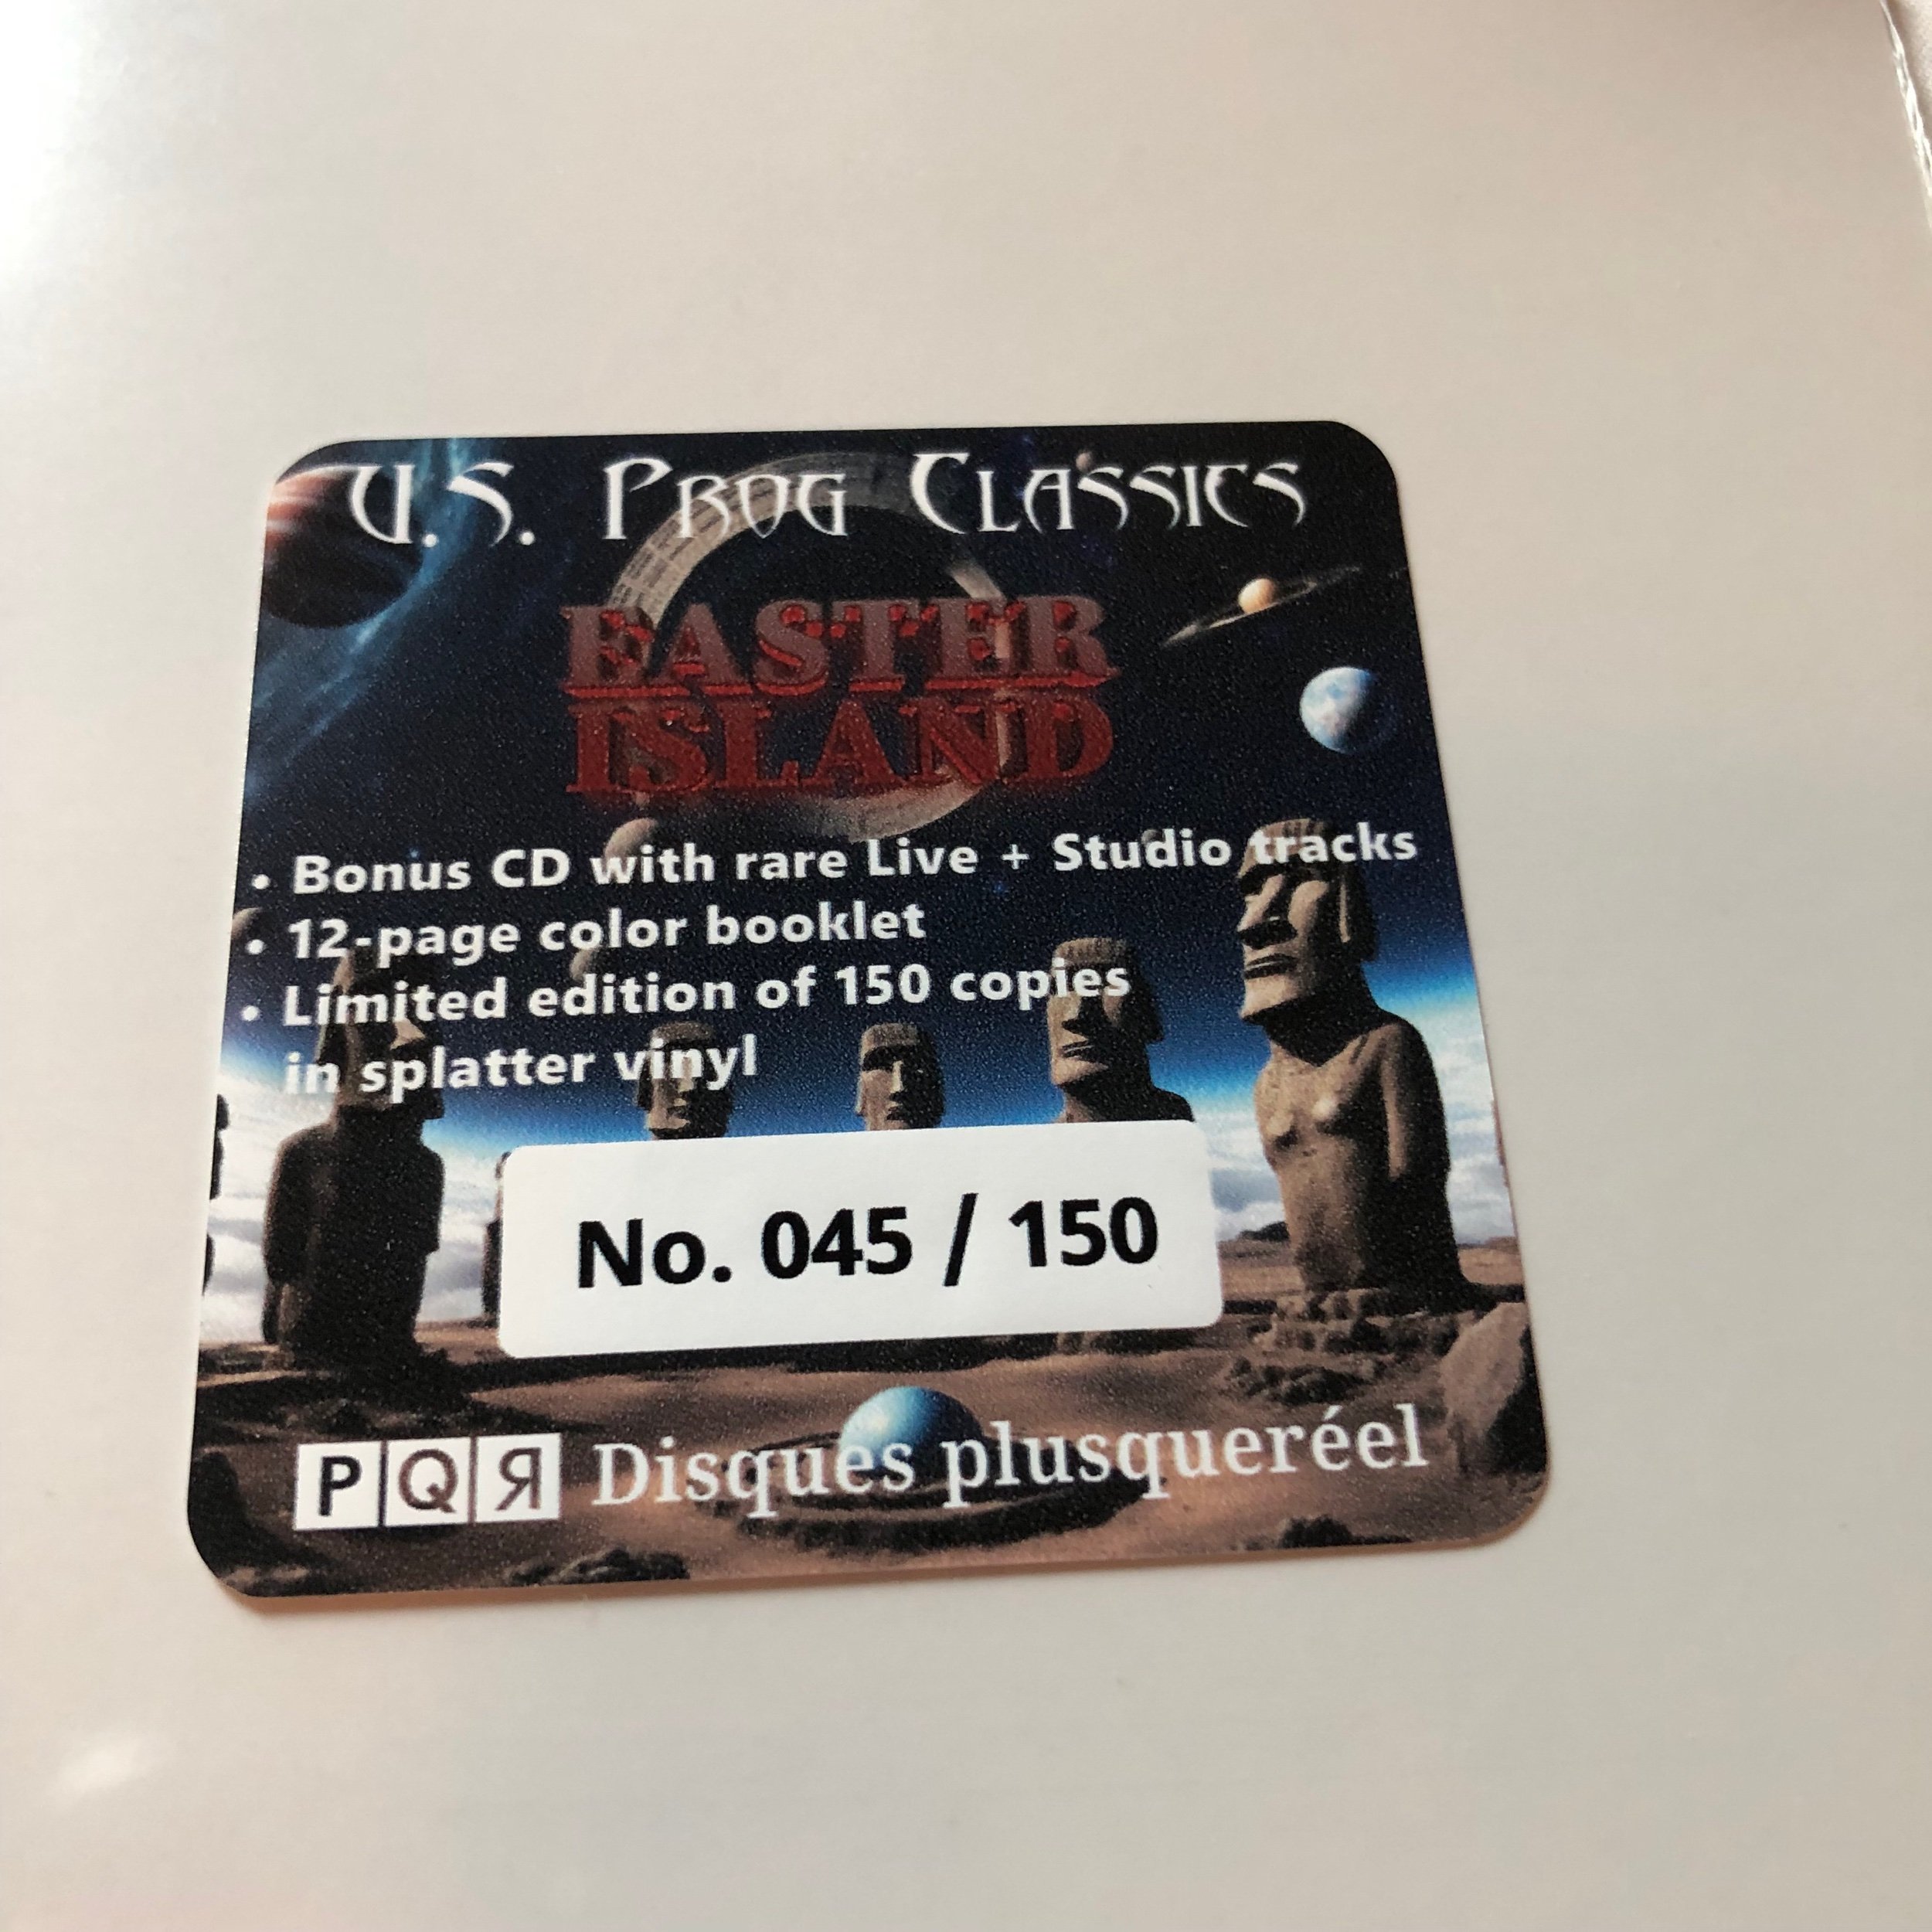 U.S. Prog Classics
EASTER
ISLAND
• Bonus CD with rare Live + Studio tracks
• 12-page color booklet
• Limited edition of 150 copies
in splatter vinyl
No. 045 / 150
PQЯ Disques plusqueréel